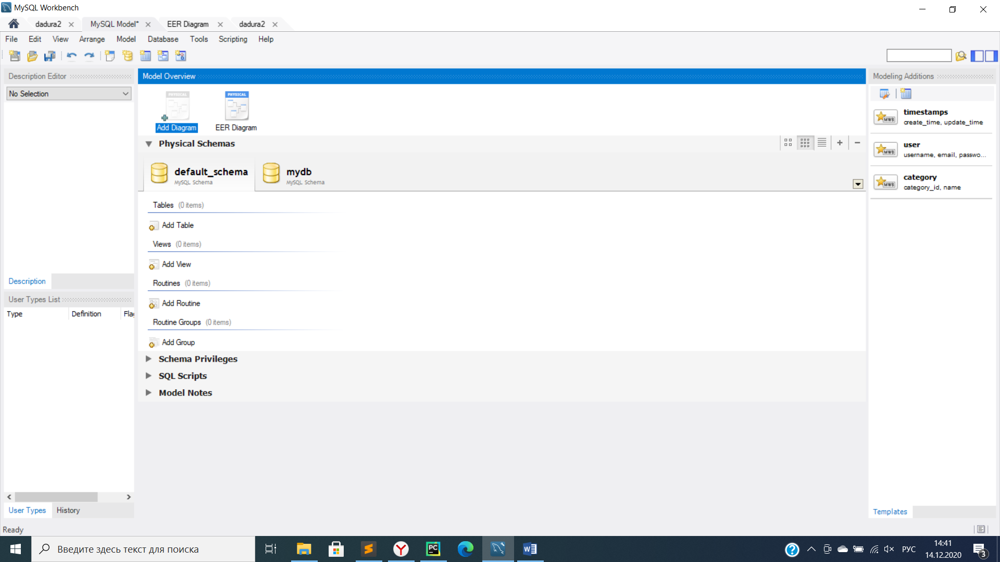 MySQL Workbench
dadura2
MySQL Model*
EER Diagram
dadura2
File Edit View Arrange Model Database Tools Scripting Help
Description Editor
No Selection
Description
User Types List
Type Definition Flag
User Types History
Model Overview
PHYSICAL
Add Diagram
PHYSICAL
EER Diagram
Physical Schemas
default_schema
MySQL Schema
mydb
MySQL Schema
Tables (0 items)
Add Table
Views (0 items)
Add View
Routines (0 items)
Add Routine
Routine Groups (0 items)
Add Group
Schema Privileges
SQL Scripts
Model Notes
Modeling Additions
MWB
timestamps
create_time, update_time
MWB
user
username, email, passwo...
MWB
category
category_id, name
Templates
Ready
Введите здесь текст для поиска
PC
W
РУС
14:41
14.12.2020
3